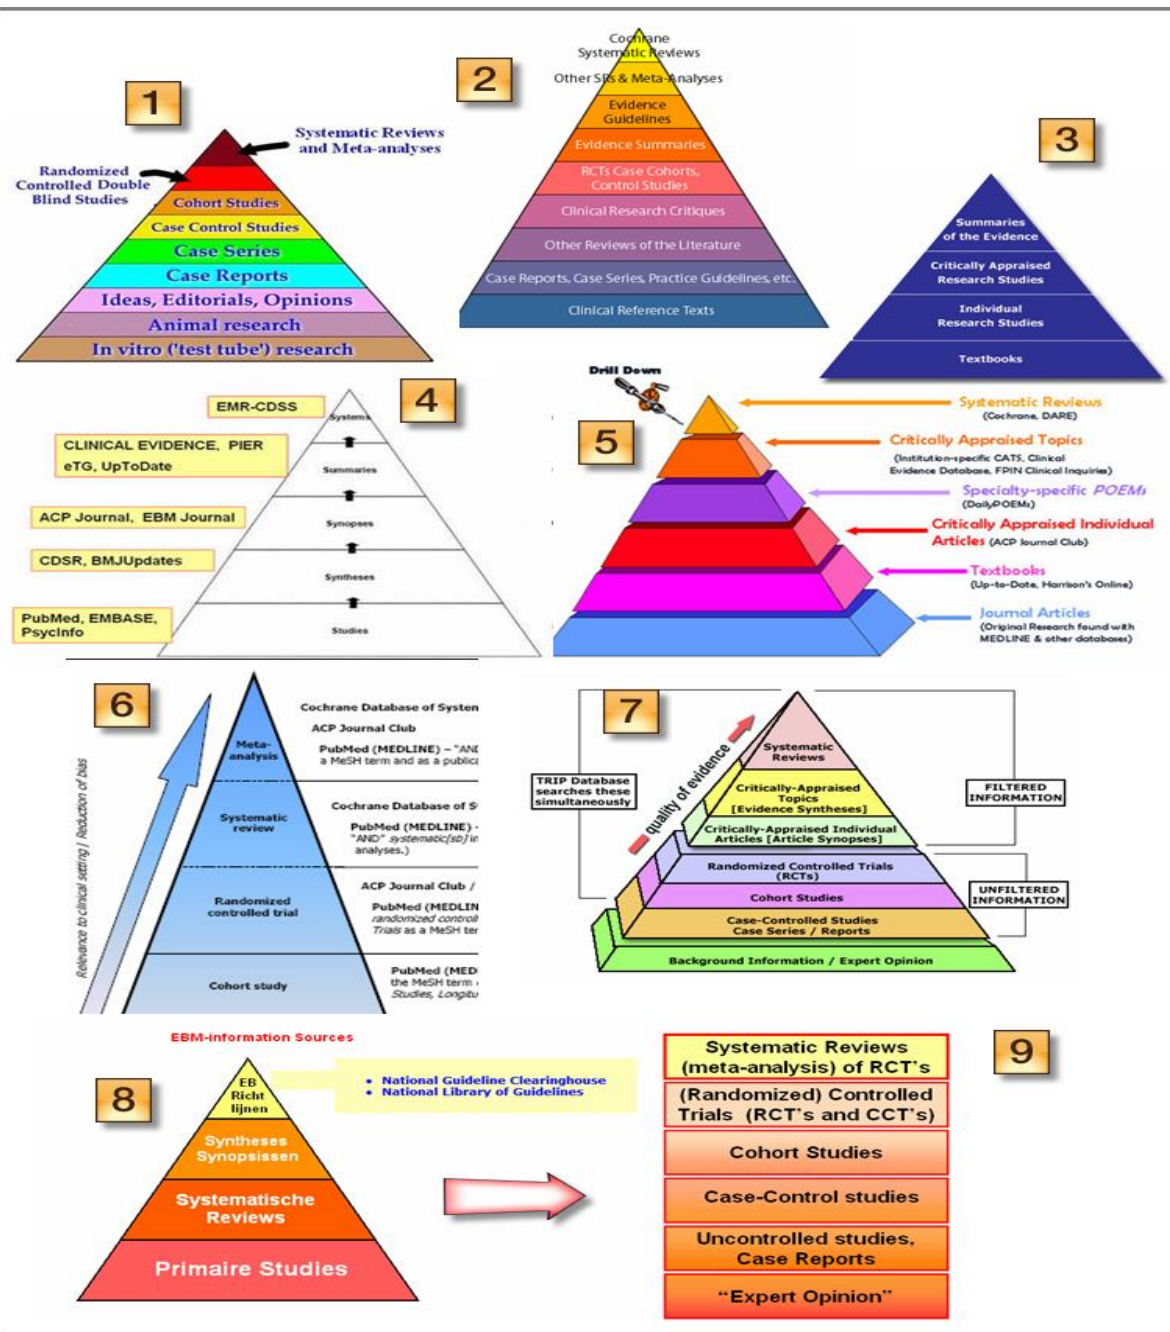 1
Systematic Reviews
and Meta-analyses
Randomized
Controlled Double
Blind Studies
Cohort Studies
Case Control Studies
Case Series
Case Reports
Ideas, Editorials, Opinions
Animal research
In vitro ('test tube') research
2
Cochrane
Systematic Reviews
Other SRs & Meta-Analyses
Evidence
Guidelines
Evidence Summaries
RCTs Case Cohorts,
Control Studies
Clinical Research Critiques
Other Reviews of the Literature
Case Reports, Case Series, Practice Guidelines, etc.
Clinical Reference Texts
3
Summaries
of the Evidence
Critically Appraised
Research Studies
Individual
Research Studies
Textbooks
4
EMR-CDSS
Systems
CLINICAL EVIDENCE, PIER
eTG, UpToDate
Summaries
ACP Journal, EBM Journal
Synopses
CDSR, BMJUpdates
Syntheses
PubMed, EMBASE,
PsycInfo
Studies
Drill Down
5
Systematic Reviews
(Cochrane, DARE)
Critically Appraised Topics
(Institution-specific CATS, Clinical
Evidence Database, FPIN Clinical Inquiries)
Specialty-specific POEMs
(DailyPOEMs)
Critically Appraised Individual
Articles (ACP Journal Club)
Textbooks
(Up-to-Date, Harrison's Online)
Journal Articles
(Original Research found with
MEDLINE & other databases)
6
Relevance to clinical setting / Reduction of bias
Meta-
analysis
Cochrane Database of System
ACP Journal Club
PubMed (MEDLINE) – "AND
a MeSH term and as a publica
Systematic
review
Cochrane Database of S
PubMed (MEDLINE) -
"AND" systematic[sb] in
analyses.)
Randomized
controlled trial
ACP Journal Club /
PubMed (MEDLIN
randomized controll
Trials as a MeSH ter
Cohort study
PubMed (MED
the MeSH term
Studies, Longitu
7
quality of evidence
TRIP Database
searches these
simultaneously
Systematic
Reviews
Critically-Appraised
Topics
[Evidence Syntheses]
Critically-Appraised Individual
Articles [Article Synopses]
Randomized Controlled Trials
(RCTs)
Cohort Studies
Case-Controlled Studies
Case Series / Reports
Background Information / Expert Opinion
FILTERED
INFORMATION
UNFILTERED
INFORMATION
EBM-information Sources
8
EB
Richt
lijnen
• National Guideline Clearinghouse
• National Library of Guidelines
Syntheses
Synopsissen
Systematische
Reviews
Primaire Studies
9
Systematic Reviews
(meta-analysis) of RCT's
(Randomized) Controlled
Trials (RCT's and CCT's)
Cohort Studies
Case-Control studies
Uncontrolled studies,
Case Reports
“Expert Opinion”